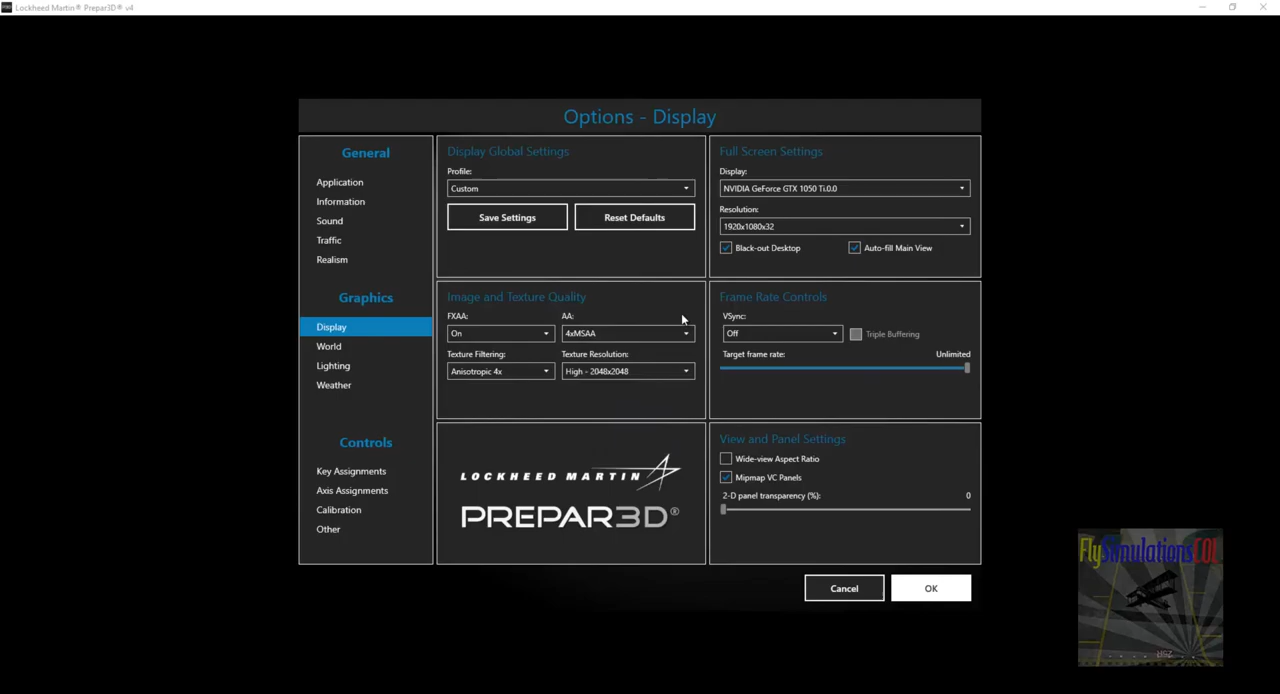 Lockheed Martin® Prepar3D® v4
Options - Display
General
Application
Information
Sound
Traffic
Realism
Graphics
Display
World
Lighting
Weather
Controls
Key Assignments
Axis Assignments
Calibration
Other
Display Global Settings
Profile:
Custom
Save Settings
Reset Defaults
Full Screen Settings
Display:
NVIDIA GeForce GTX 1050 Ti.0.0
Resolution:
1920x1080x32
Black-out Desktop
Auto-fill Main View
Image and Texture Quality
FXAA:
AA:
On
4xMSAA
Texture Filtering:
Texture Resolution:
Anisotropic 4x
High - 2048x2048
Frame Rate Controls
VSync:
Off
Triple Buffering
Target frame rate:
Unlimited
LOCKHEED MARTIN
PREPAR3D®
View and Panel Settings
Wide-view Aspect Ratio
Mipmap VC Panels
2-D panel transparency (%):
0
Cancel
OK
FlySimulationsCOL